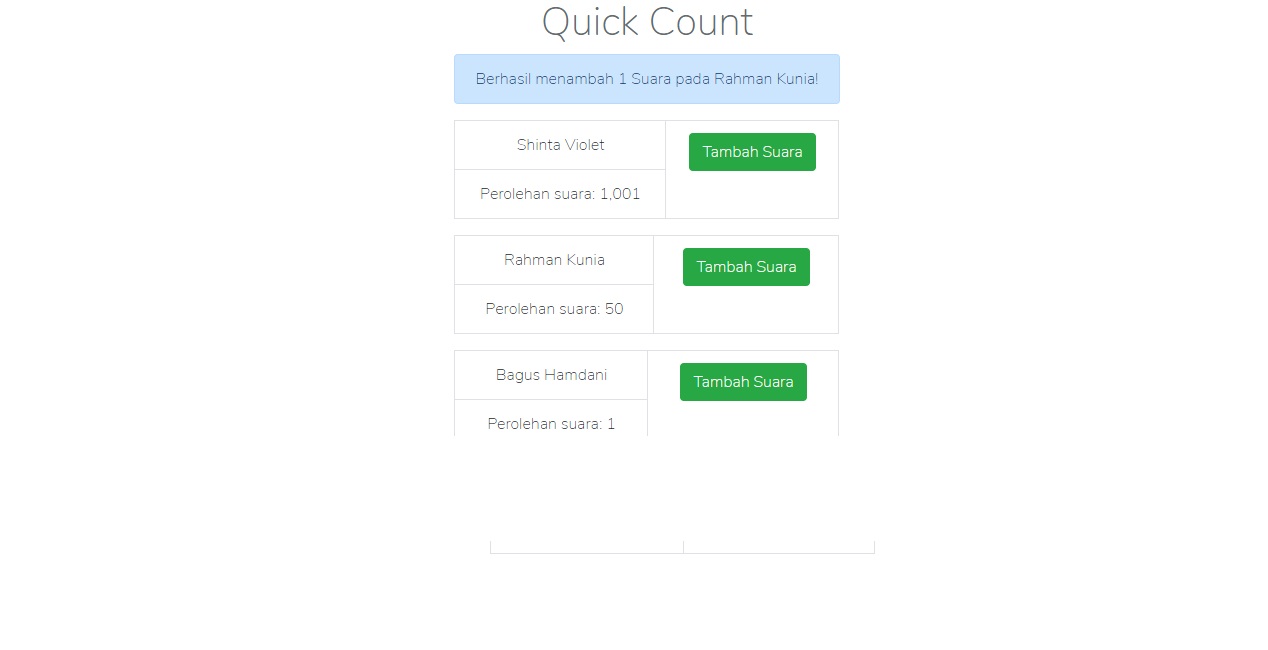 Quick Count
Berhasil menambah 1 Suara pada Rahman Kunia!
Shinta Violet
Tambah Suara
Perolehan suara: 1,001
Rahman Kunia
Tambah Suara
Perolehan suara: 50
Bagus Hamdani
Tambah Suara
Perolehan suara: 1